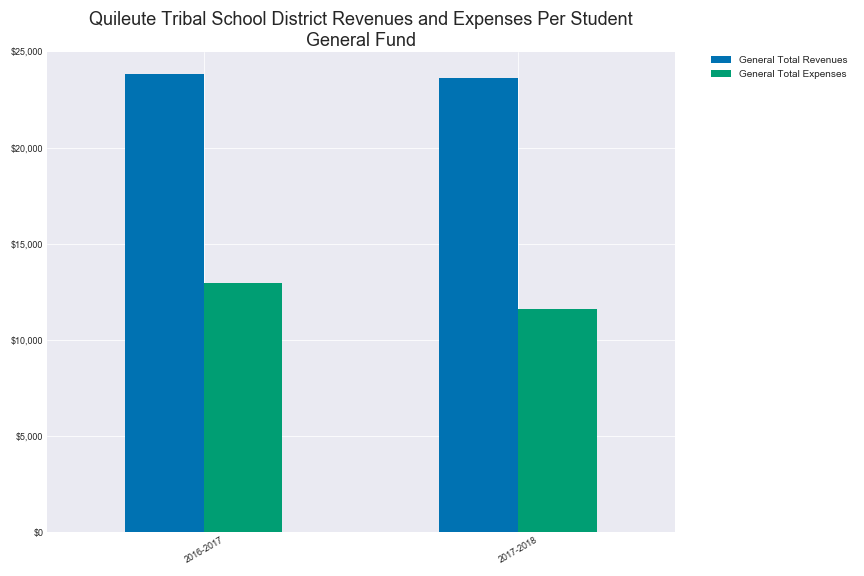 Quileute Tribal School District Revenues and Expenses Per Student
General Fund
$25,000
$20,000
$15,000
$10,000
$5,000
$0
2016-2017
2017-2018
General Total Revenues
General Total Expenses